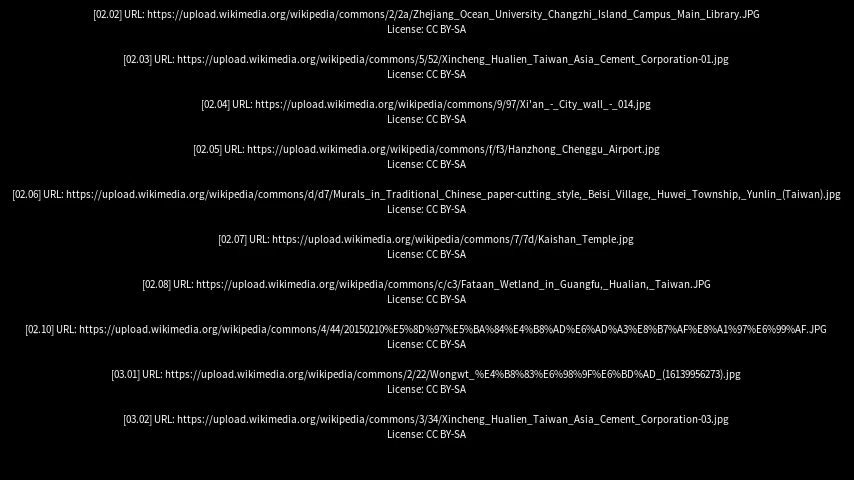 [02.02] URL: https://upload.wikimedia.org/wikipedia/commons/2/2a/Zhejiang_Ocean_University_Changzhi_Island_Campus_Main_Library.JPG
License: CC BY-SA
[02.03] URL: https://upload.wikimedia.org/wikipedia/commons/5/52/Xincheng_Hualien_Taiwan_Asia_Cement_Corporation-01.jpg
License: CC BY-SA
[02.04] URL: https://upload.wikimedia.org/wikipedia/commons/9/97/Xi'an_-_City_wall_-_014.jpg
License: CC BY-SA
[02.05] URL: https://upload.wikimedia.org/wikipedia/commons/f/f3/Hanzhong_Chenggu_Airport.jpg
License: CC BY-SA
[02.06] URL: https://upload.wikimedia.org/wikipedia/commons/d/d7/Murals_in_Traditional_Chinese_paper-cutting_style,_Beisi_Village,_Huwei_Township,_Yunlin_(Taiwan).jpg
License: CC BY-SA
[02.07] URL: https://upload.wikimedia.org/wikipedia/commons/7/7d/Kaishan_Temple.jpg
License: CC BY-SA
[02.08] URL: https://upload.wikimedia.org/wikipedia/commons/c/c3/Fataan_Wetland_in_Guangfu,_Hualian,_Taiwan.JPG
License: CC BY-SA
[02.10] URL: https://upload.wikimedia.org/wikipedia/commons/4/44/20150210%E5%8D%97%E5%BA%84%E4%B8%AD%E6%AD%A3%E8%B7%AF%E8%A1%97%E6%99%AF.JPG
License: CC BY-SA
[03.01] URL: https://upload.wikimedia.org/wikipedia/commons/2/22/Wongwt_%E4%B8%83%E6%98%9F%E6%BD%AD_(16139956273).jpg
License: CC BY-SA
[03.02] URL: https://upload.wikimedia.org/wikipedia/commons/3/34/Xincheng_Hualien_Taiwan_Asia_Cement_Corporation-03.jpg
License: CC BY-SA